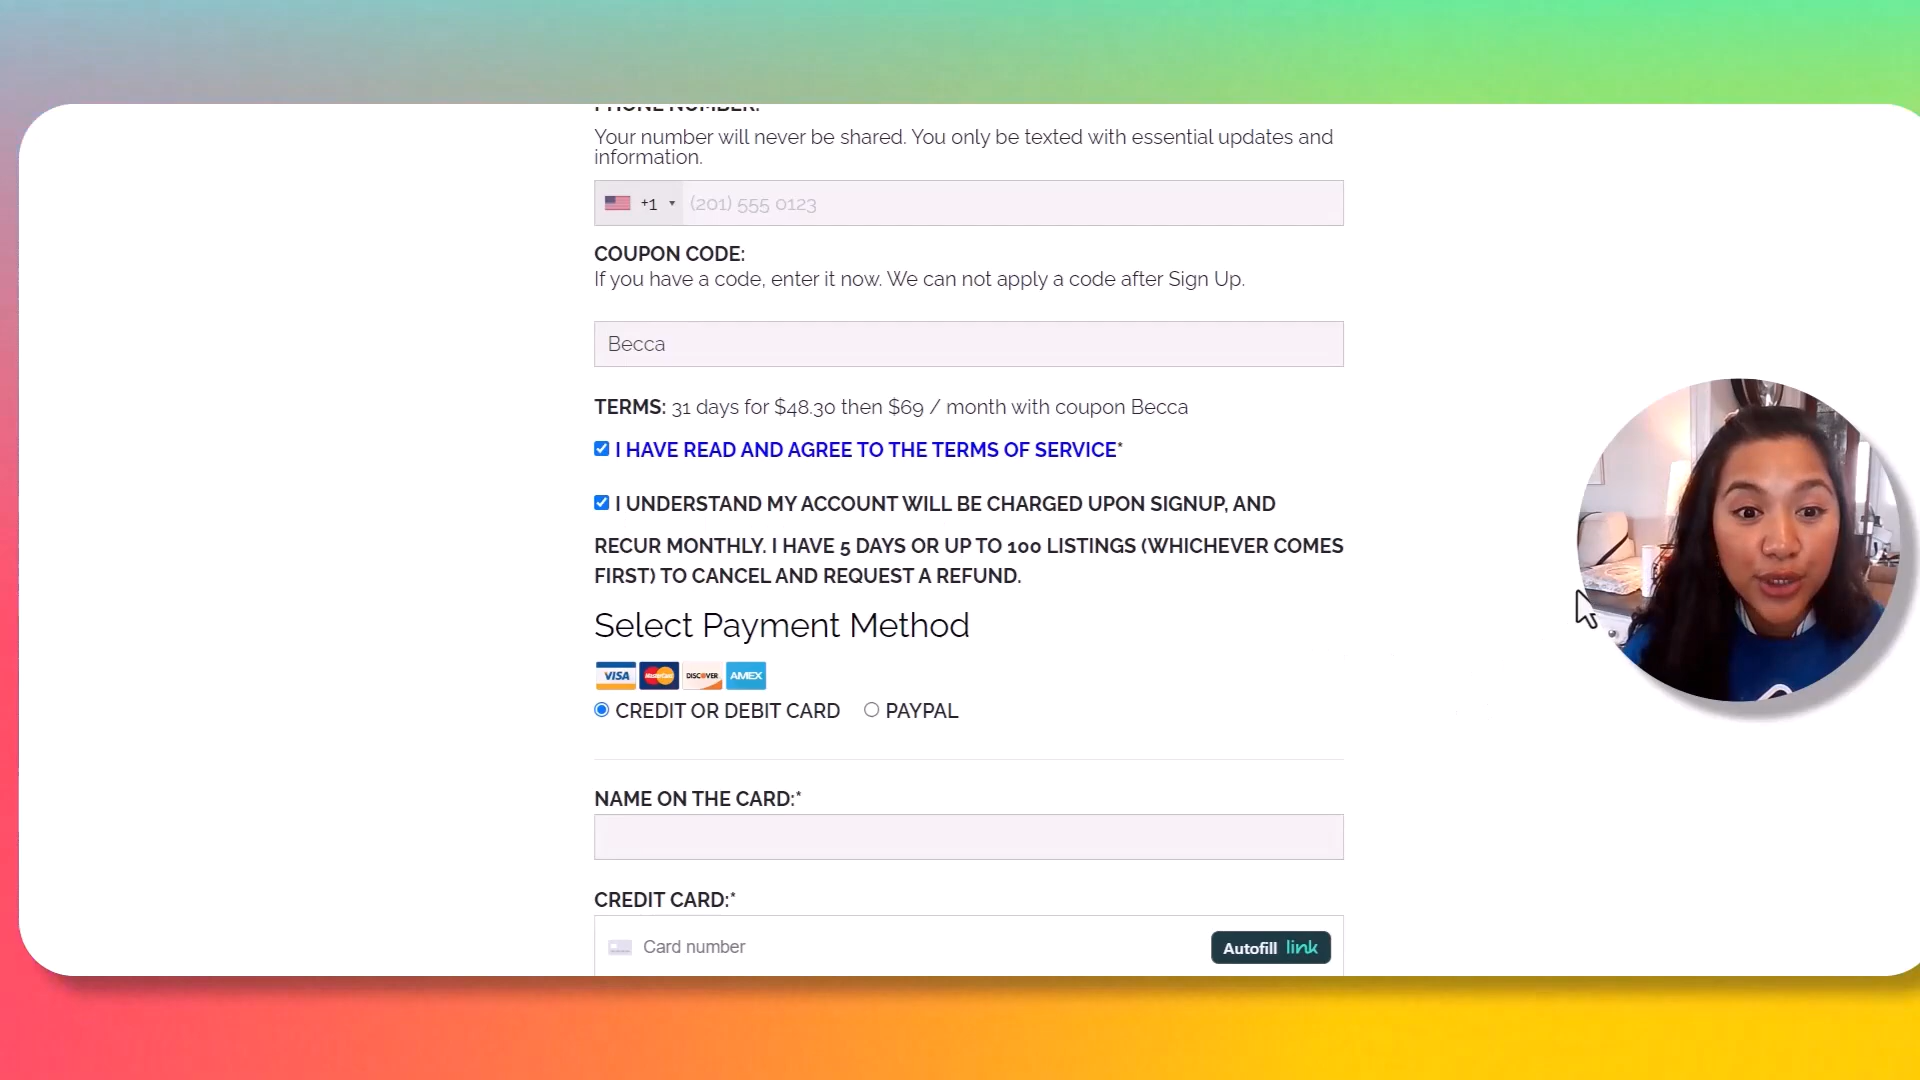 PHONE NUMBER:
Your number will never be shared. You only be texted with essential updates and
information.
+1 (201) 555 0123
COUPON CODE:
If you have a code, enter it now. We can not apply a code after Sign Up.
Becca
TERMS: 31 days for $48.30 then $69 / month with coupon Becca
I HAVE READ AND AGREE TO THE TERMS OF SERVICE*
I UNDERSTAND MY ACCOUNT WILL BE CHARGED UPON SIGNUP, AND
RECUR MONTHLY. I HAVE 5 DAYS OR UP TO 100 LISTINGS (WHICHEVER COMES
FIRST) TO CANCEL AND REQUEST A REFUND.
Select Payment Method
VISA MasterCard DISCOVER AMEX
CREDIT OR DEBIT CARD PAYPAL
NAME ON THE CARD:*
CREDIT CARD:*
Card number Autofill link